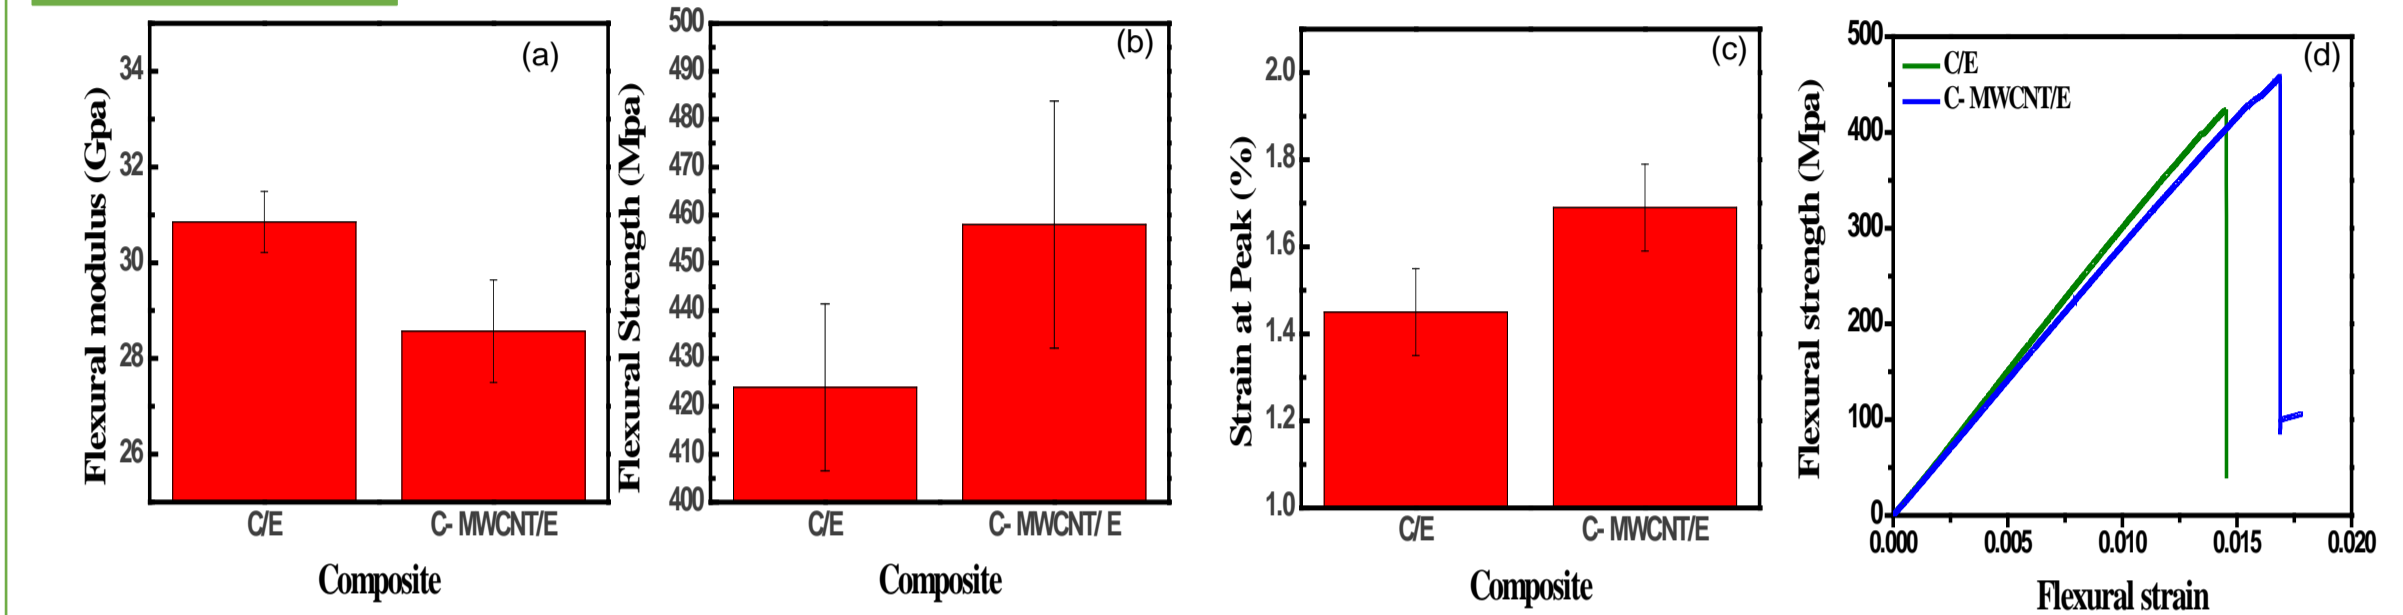 (a)
Flexural modulus (Gpa)
34
32
30
28
26
C/E
C- MWCNT/E
Composite
(b)
Flexural Strength (Mpa)
500
490
480
470
460
450
440
430
420
410
400
C/E
C- MWCNT/ E
Composite
(c)
Strain at Peak (%)
2.0
1.8
1.6
1.4
1.2
1.0
C/E
C- MWCNT/E
Composite
(d)
C/E
C- MWCNT/E
Flexural strength (Mpa)
500
400
300
200
100
0
0.000 0.005 0.010 0.015 0.020
Flexural strain